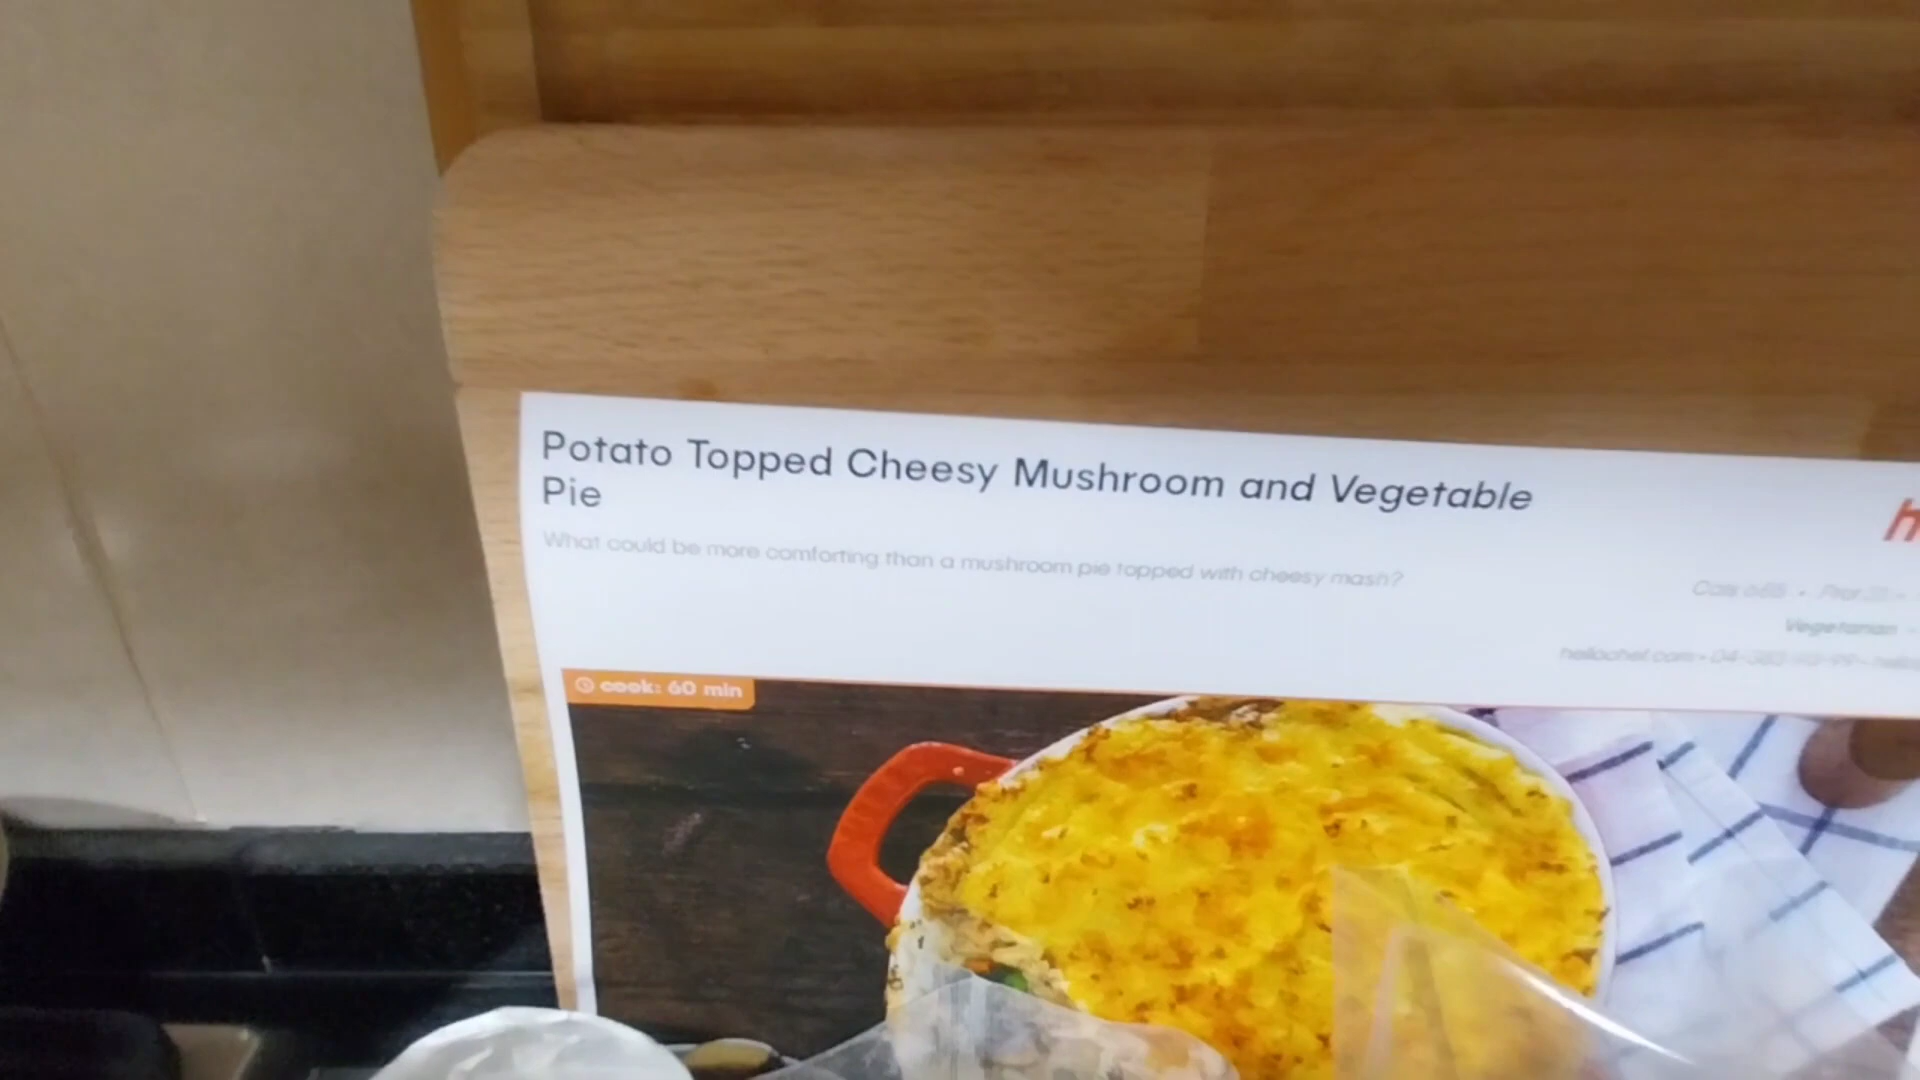 Potato Topped Cheesy Mushroom and Vegetable
Pie
What could be more comforting than a mushroom pie topped with cheesy mash?
h
Vegetarian
cook: 60 min